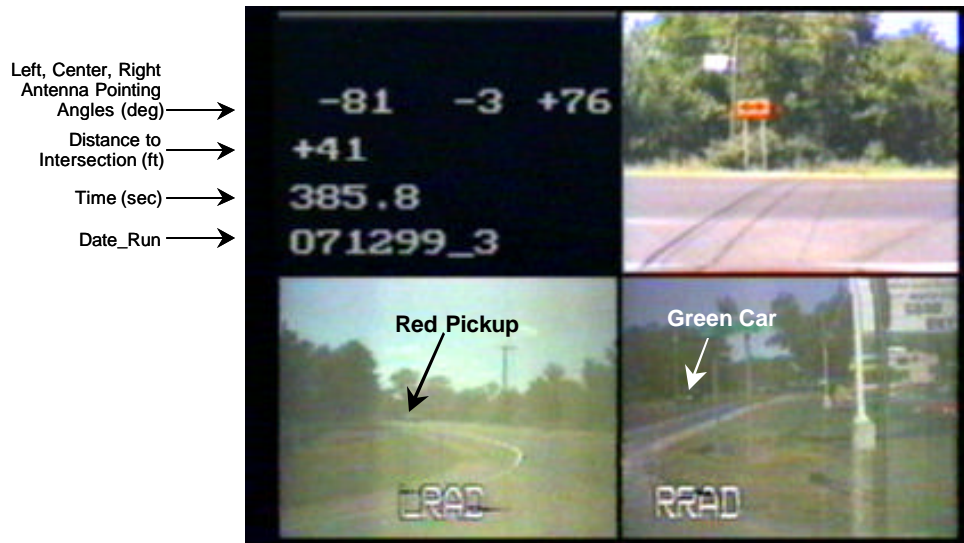 Left, Center, Right
Antenna Pointing
Angles (deg)
Distance to
Intersection (ft)
Time (sec)
Date_Run
-81 -3 +76
+41
385.8
071299_3
Red Pickup
LRAD
Green Car
RRAD